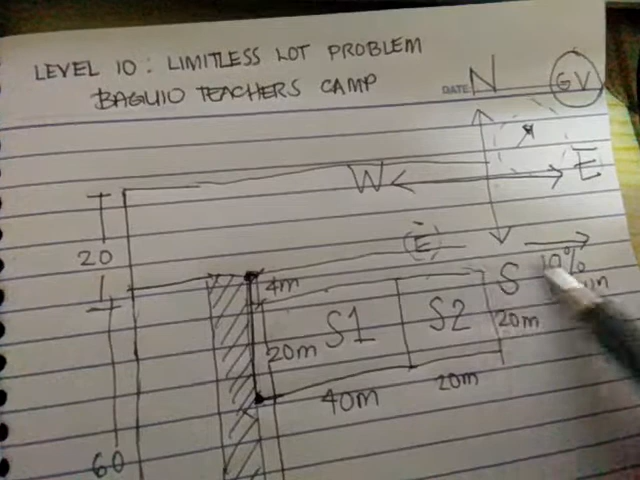 LEVEL 10: LIMITLESS LOT PROBLEM
BAGUIO TEACHERS CAMP
DATE: N
GV
W
E
20
E
4m
S
10%
20m
S1
S2
20m
40m
20m
60